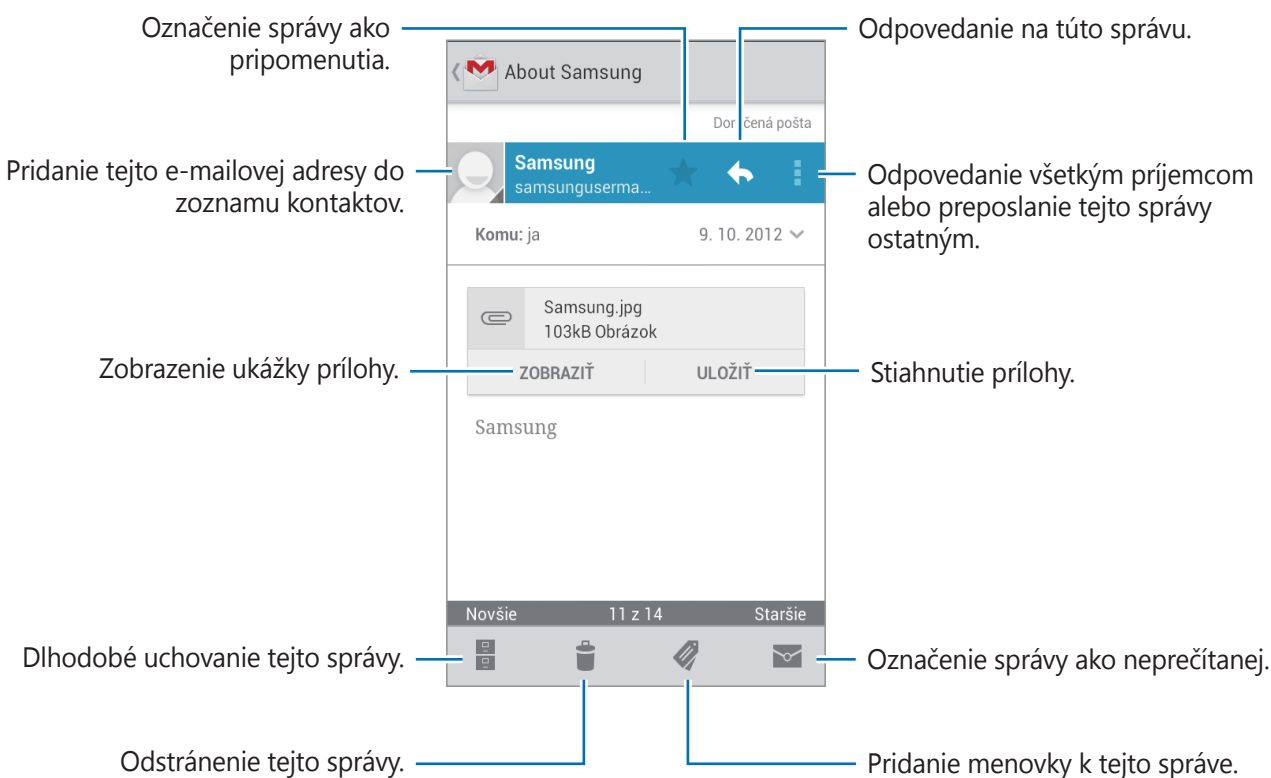 Označenie správy ako
pripomenutia.
Odpovedanie na túto správu.
About Samsung
Doručená pošta
Pridanie tejto e-mailovej adresy do
zoznamu kontaktov.
Samsung
samsunguserma...
Odpovedanie všetkým príjemcom
alebo preposlanie tejto správy
ostatným.
Komu: ja 9. 10. 2012
Samsung.jpg
103kB Obrázok
Zobrazenie ukážky prílohy.
ZOBRAZIŤ ULOŽIŤ
Stiahnutie prílohy.
Samsung
Novšie 11 z 14 Staršie
Dlhodobé uchovanie tejto správy.
Označenie správy ako neprečítanej.
Odstránenie tejto správy.
Pridanie menovky k tejto správe.